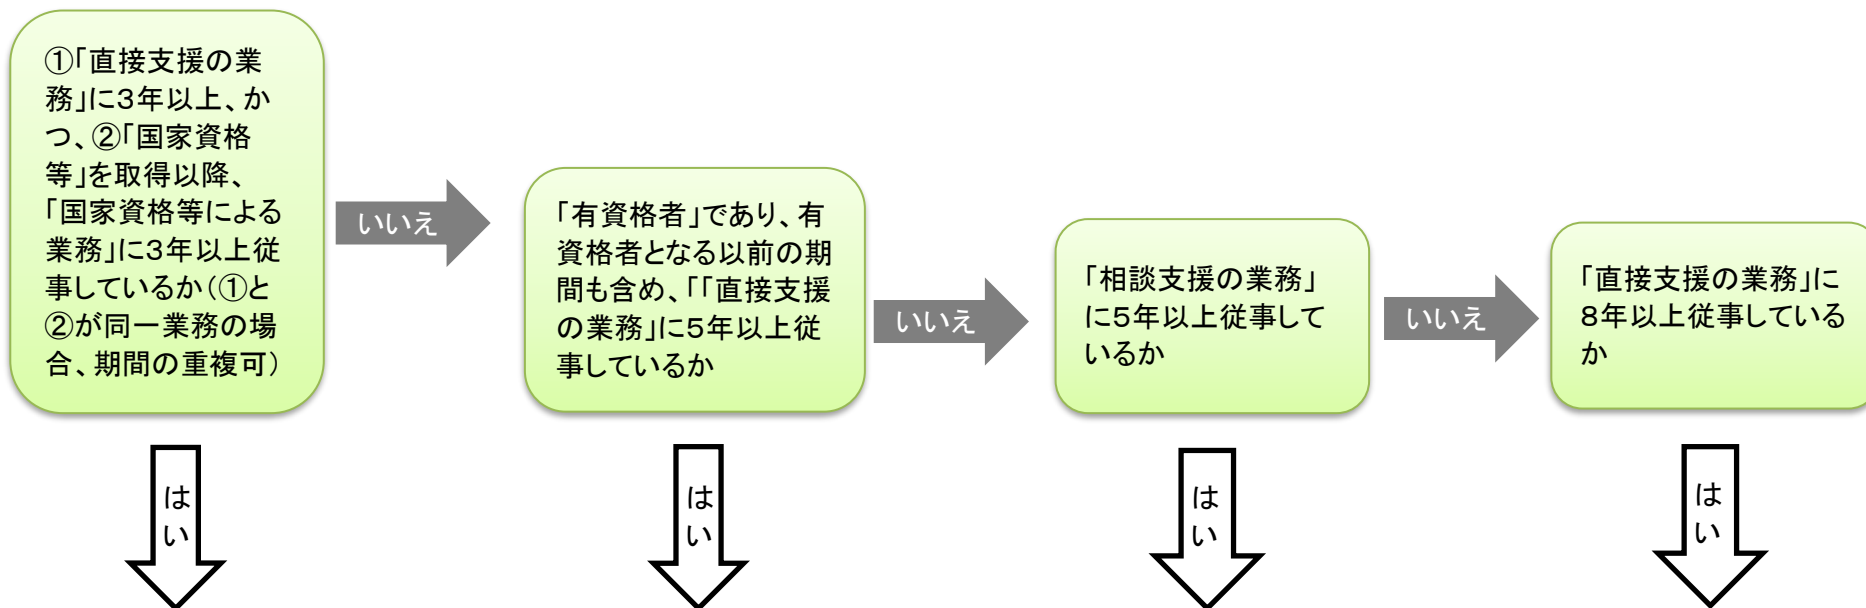 ①「直接支援の業
務」に3年以上、か
つ、②「国家資格
等」を取得以降、
「国家資格等による
業務」に3年以上従
事しているか(①と
②が同一業務の場
合、期間の重複可)
いいえ
「有資格者」であり、有
資格者となる以前の期
間も含め、「「直接支援
の業務」に5年以上従
事しているか
いいえ
「相談支援の業務」
に5年以上従事して
いるか
いいえ
「直接支援の業務」に
8年以上従事している
か
はい
はい
はい
はい